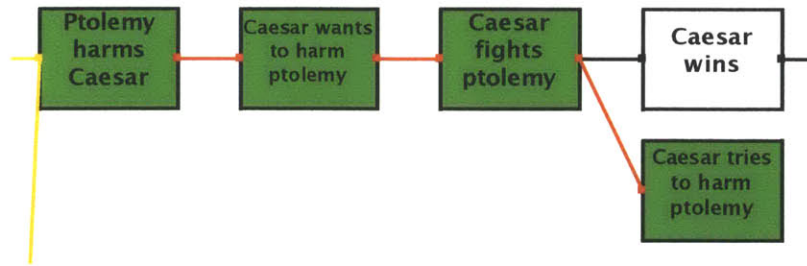 Ptolemy
harms
Caesar
Caesar wants
to harm
ptolemy
Caesar
fights
ptolemy
Caesar
wins
Caesar tries
to harm
ptolemy